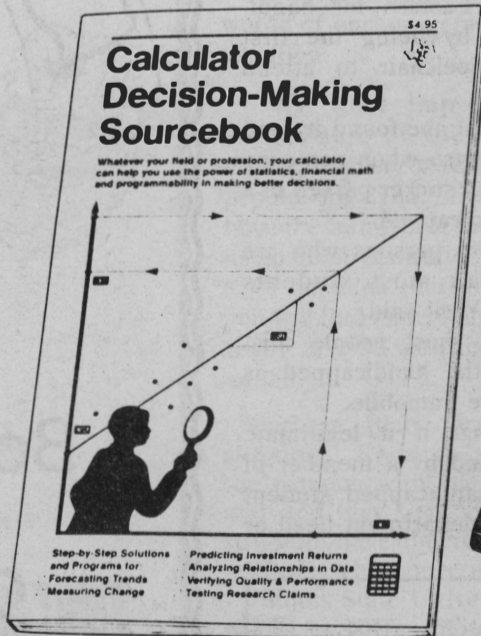 $4.95
Calculator
Decision-Making
Sourcebook
Whatever your field or profession, your calculator
can help you use the power of statistics, financial math
and programmability in making better decisions.
Step-by-Step Solutions
and Programs for:
Forecasting Trends
Measuring Change
Predicting Investment Returns
Analyzing Relationships in Data
Verifying Quality & Performance
Testing Research Claims